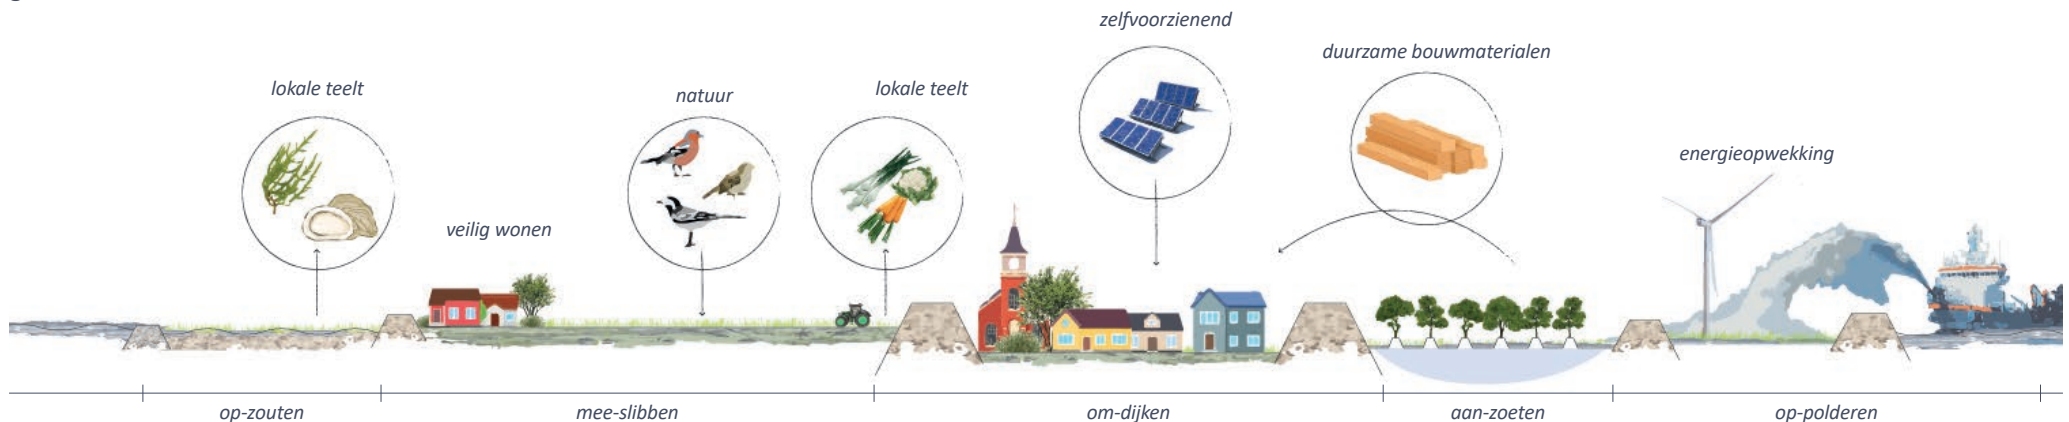 zelfvoorzienend
duurzame bouwmaterialen
lokale teelt
natuur
lokale teelt
energieopwekking
veilig wonen
op-zouten
mee-slibben
om-dijken
aan-zoeten
op-polderen